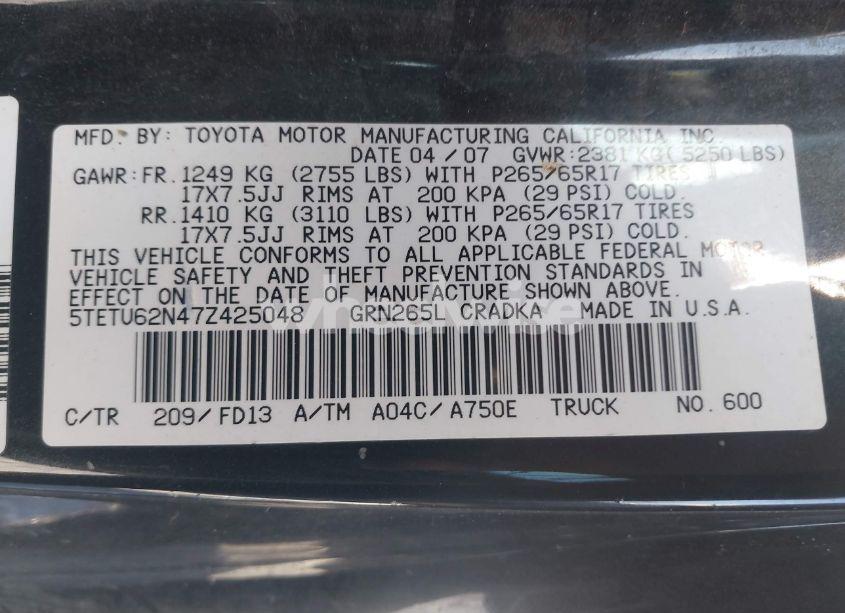 MFD. BY: TOYOTA MOTOR MANUFACTURING CALIFORNIA INC.
DATE 04 / 07 GVWR:2381 KG(5250 LBS)
GAWR:FR.1249 KG (2755 LBS) WITH P265/65R17 TIRES
17X7.5JJ RIMS AT 200 KPA (29 PSI) COLD.
RR.1410 KG (3110 LBS) WITH P265/65R17 TIRES
17X7.5JJ RIMS AT 200 KPA (29 PSI) COLD.
THIS VEHICLE CONFORMS TO ALL APPLICABLE FEDERAL MOTOR
VEHICLE SAFETY AND THEFT PREVENTION STANDARDS IN
EFFECT ON THE DATE OF MANUFACTURE SHOWN ABOVE.
5TETU62N47Z425048 GRN265L CRADKA MADE IN U.S.A.
C/TR 209/FD13 A/TM A04C/A750E TRUCK NO.600